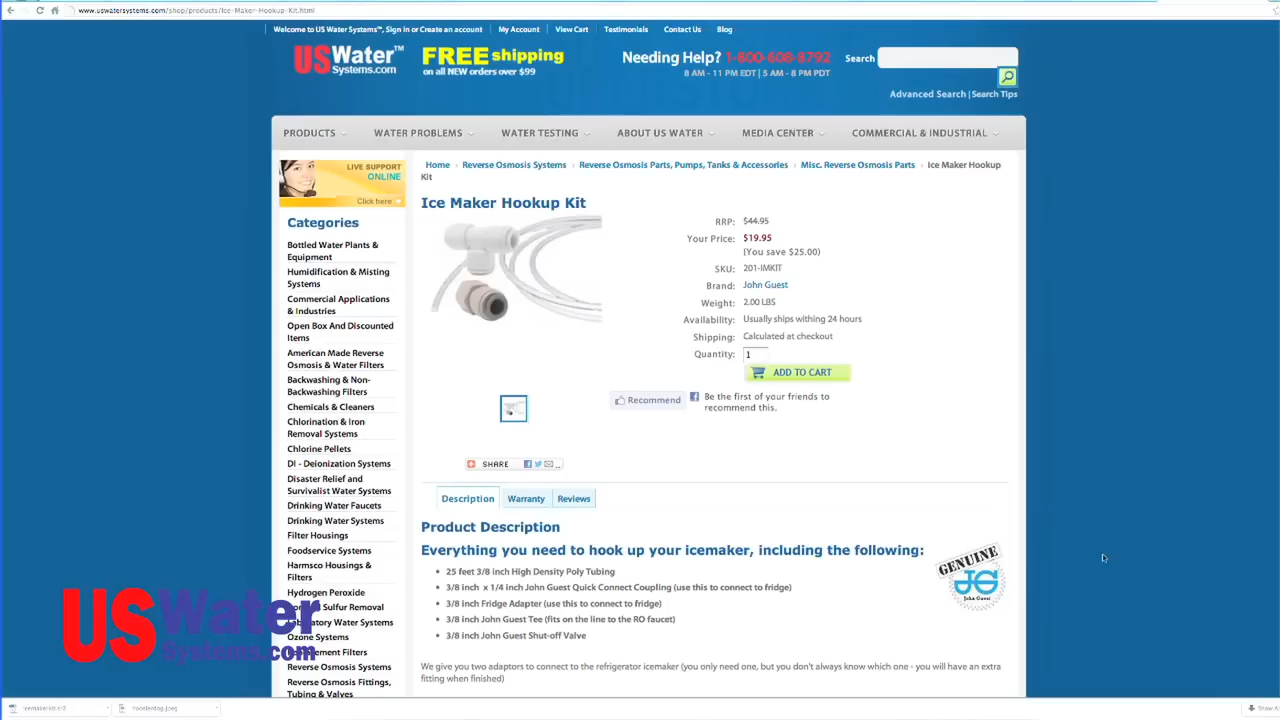 www.uswatersystems.com/shop/products/Ice-Maker-Hookup-Kit.html
Welcome to US Water Systems™, Sign in or Create an account
My Account
View Cart
Testimonials
Contact Us
Blog
USWater™
Systems.com
FREE shipping
on all NEW orders over $99
Needing Help? 1-800-608-8792
8 AM - 11 PM EDT | 5 AM - 8 PM PDT
Search
Advanced Search | Search Tips
PRODUCTS
WATER PROBLEMS
WATER TESTING
ABOUT US WATER
MEDIA CENTER
COMMERCIAL & INDUSTRIAL
LIVE SUPPORT
ONLINE
Click here
Categories
Bottled Water Plants &
Equipment
Humidification & Misting
Systems
Commercial Applications
& Industries
Open Box And Discounted
Items
American Made Reverse
Osmosis & Water Filters
Backwashing & Non-
Backwashing Filters
Chemicals & Cleaners
Chlorination & Iron
Removal Systems
Chlorine Pellets
DI - Deionization Systems
Disaster Relief and
Survivalist Water Systems
Drinking Water Faucets
Drinking Water Systems
Filter Housings
Foodservice Systems
Harmsco Housings &
Filters
Hydrogen Peroxide
Sulfur Removal
Water Systems
Ozone Systems
Filters
Reverse Osmosis Systems
Reverse Osmosis Fittings,
Tubing & Valves
Home
Reverse Osmosis Systems
Reverse Osmosis Parts, Pumps, Tanks & Accessories
Misc. Reverse Osmosis Parts
Ice Maker Hookup
Kit
Ice Maker Hookup Kit
RRP: $44.95
Your Price: $19.95
(You save $25.00)
SKU: 201-IMKIT
Brand: John Guest
Weight: 2.00 LBS
Availability: Usually ships withing 24 hours
Shipping: Calculated at checkout
Quantity: 1
ADD TO CART
Recommend
Be the first of your friends to
recommend this.
SHARE
Description
Warranty
Reviews
Product Description
Everything you need to hook up your icemaker, including the following:
25 feet 3/8 inch High Density Poly Tubing
3/8 inch x 1/4 inch John Guest Quick Connect Coupling (use this to connect to fridge)
3/8 inch Fridge Adapter (use this to connect to fridge)
3/8 inch John Guest Tee (fits on the line to the RO faucet)
3/8 inch John Guest Shut-off Valve
GENUINE
JG
John Guest
We give you two adaptors to connect to the refrigerator icemaker (you only need one, but you don't always know which one - you will have an extra
fitting when finished)
USWater
Systems.com